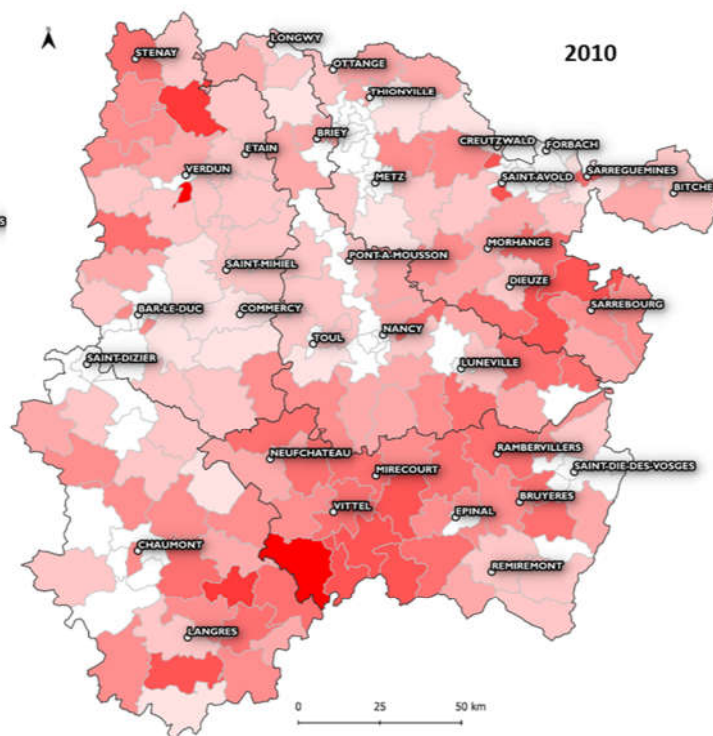 LONGWY
STENAY
2010
OTTANGE
THIONVILLE
BRIEY
CREUTZWALD
FORBACH
ETAIN
VERDUN
METZ
SAINT-AVOLD
SARREGUEMINES
BITCHE
S
MORHANGE
SAINT-MIHIEL
PONT-A-MOUSSON
DIEUZE
BAR-LE-DUC
COMMERCY
SARREBOURG
TOUL
NANCY
SAINT-DIZIER
LUNEVILLE
NEUFCHATEAU
RAMBERVILLERS
MIRECOURT
SAINT-DIE-DES-VOSGES
VITTEL
EPINAL
BRUYERES
CHAUMONT
REMIREMONT
LANGRES
0 25 50 km